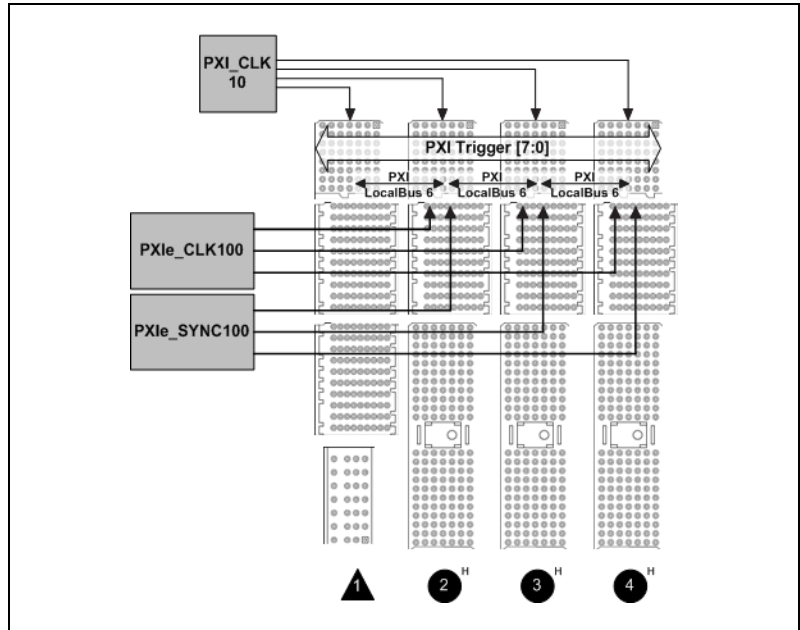 PXI_CLK
10
PXI Trigger [7:0]
PXI PXI PXI
LocalBus 6 LocalBus 6 LocalBus 6
PXIe_CLK100
PXIe_SYNC100
1 2 H 3 H 4 H